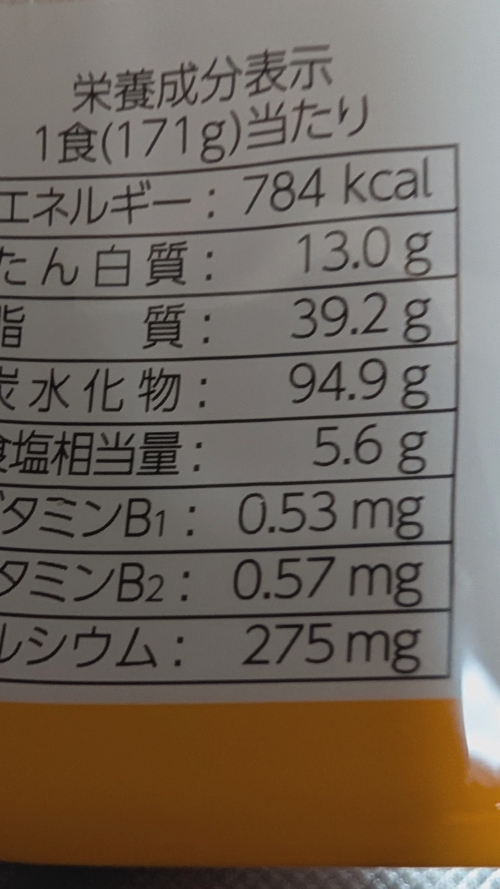 栄養成分表示
1食(171g)当たり
エネルギー: 784 kcal
たん白質: 13.0 g
脂質: 39.2 g
炭水化物: 94.9 g
食塩相当量: 5.6 g
ビタミンB1: 0.53 mg
タミンB2: 0.57 mg
ルシウム: 275mg